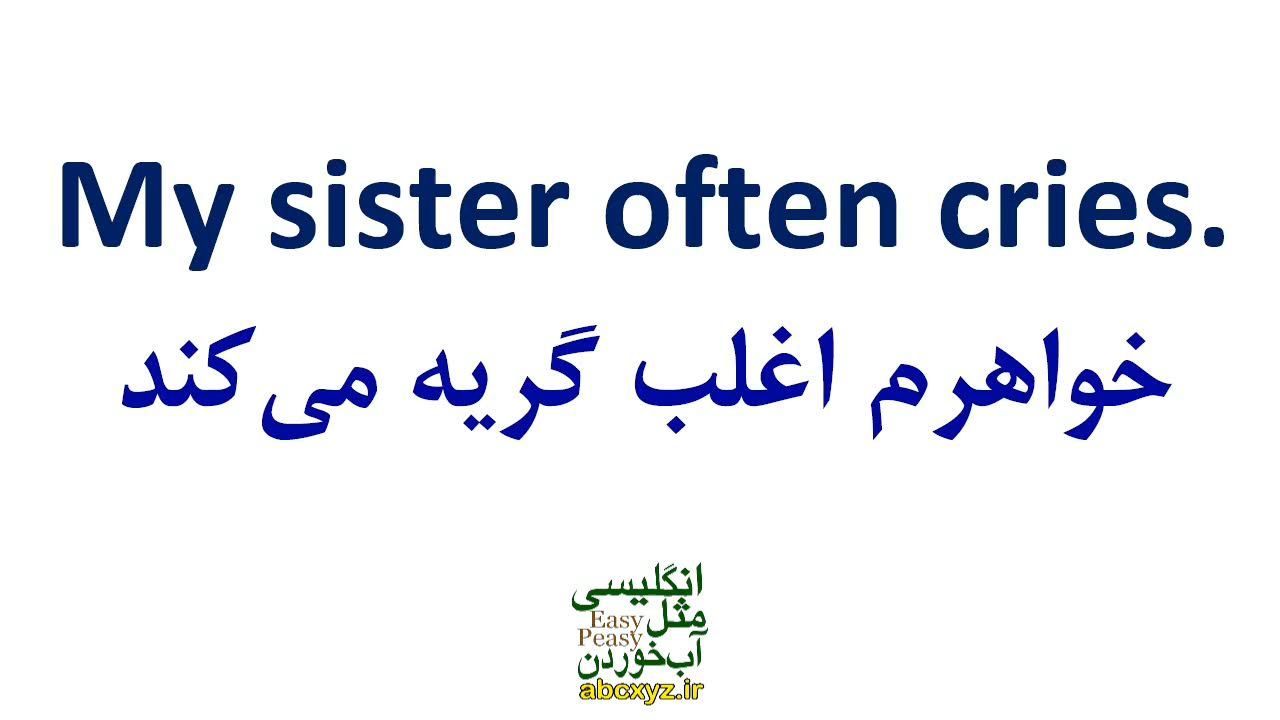 My sister often cries.
خواهرم اغلب گریه می‌کند
انگلیسی
مثل
Easy
Peasy
آب‌خوردن
abcxyz.ir